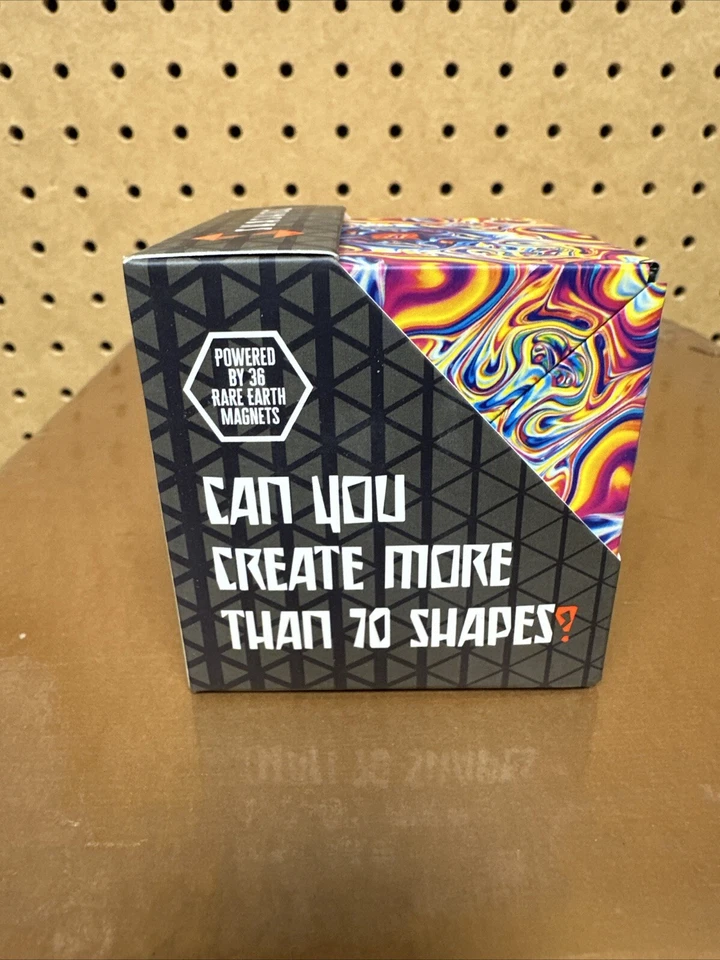 POWERED
BY 36
RARE EARTH
MAGNETS
CAN YOU
CREATE MORE
THAN 70 SHAPES?